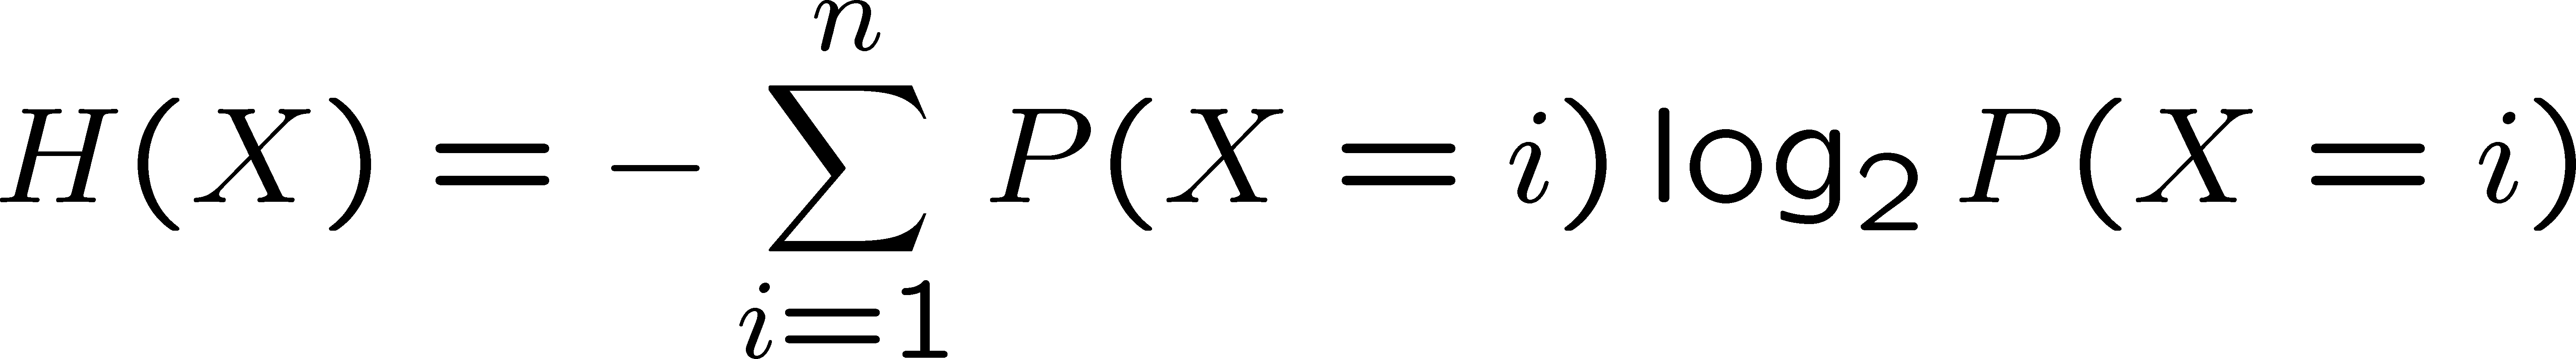 H(X) = − ∑_{i=1}^{n} P(X = i) log₂ P(X = i)